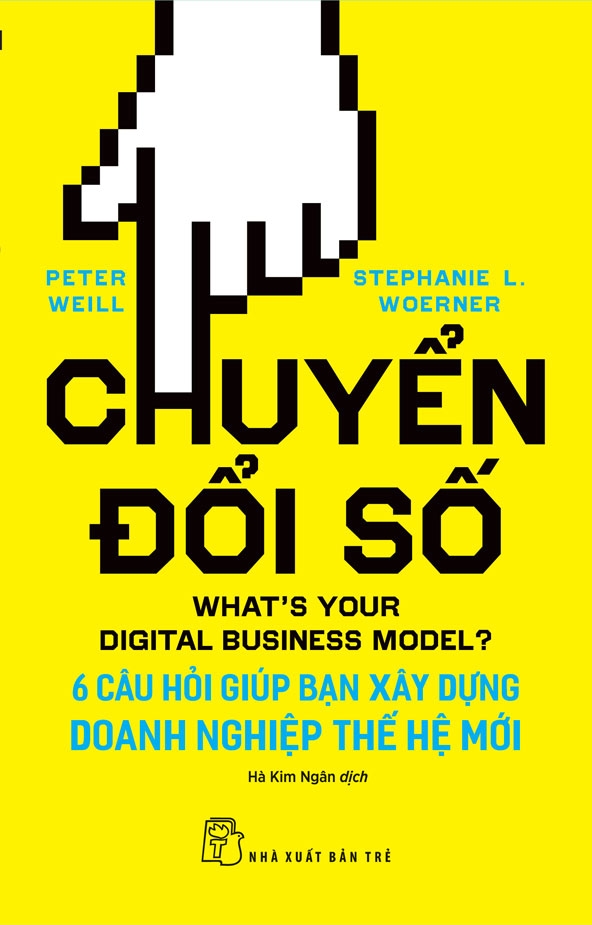 PETER
WEILL
STEPHANIE L.
WOERNER
CHUYỂN
ĐỔI SỐ
WHAT'S YOUR
DIGITAL BUSINESS MODEL?
6 CÂU HỎI GIÚP BẠN XÂY DỰNG
DOANH NGHIỆP THẾ HỆ MỚI
Hà Kim Ngân dịch
T
NHÀ XUẤT BẢN TRẺ